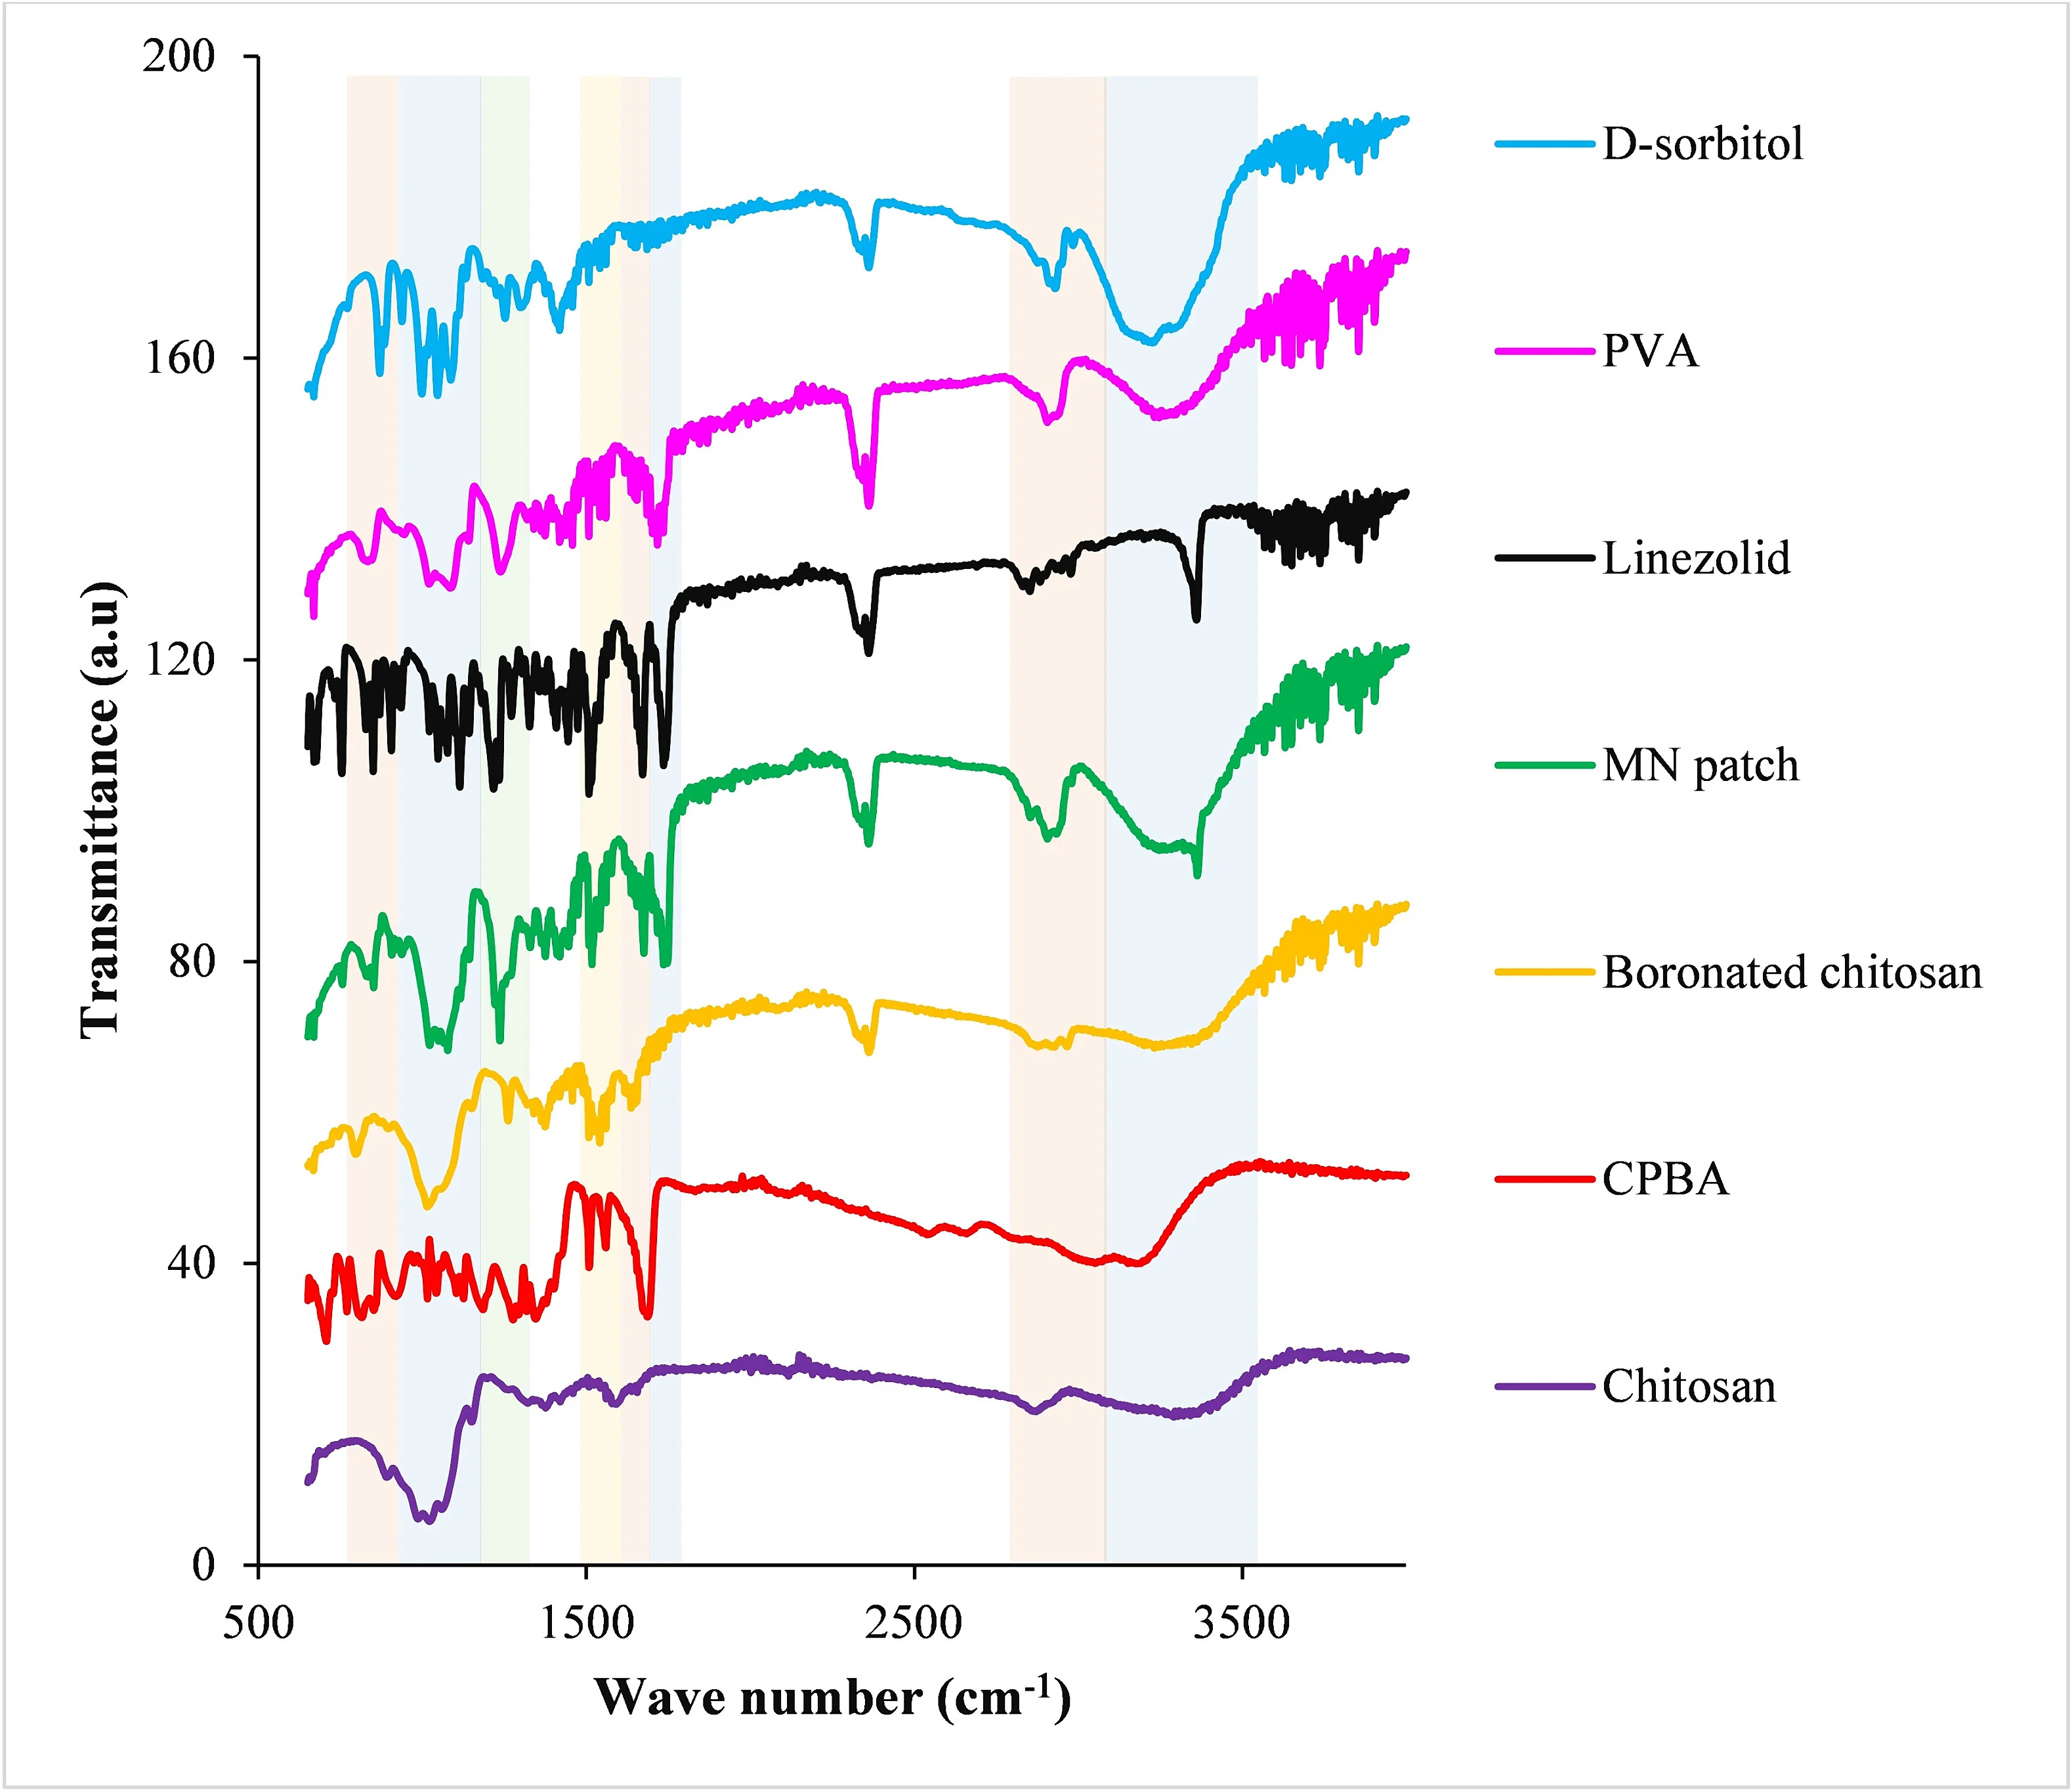 200
160
120
80
40
0
500
1500
2500
3500
Transmittance (a.u)
Wave number (cm⁻¹)
D-sorbitol
PVA
Linezolid
MN patch
Boronated chitosan
CPBA
Chitosan